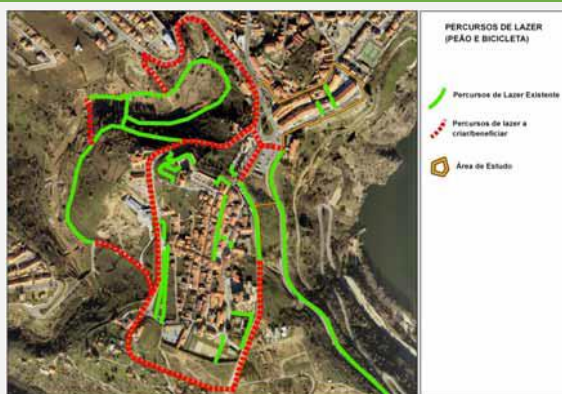 PERCURSOS DE LAZER
(PEÃO E BICICLETA)
Percursos de Lazer Existente
Percursos de lazer a
criar/beneficiar
Área de Estudo